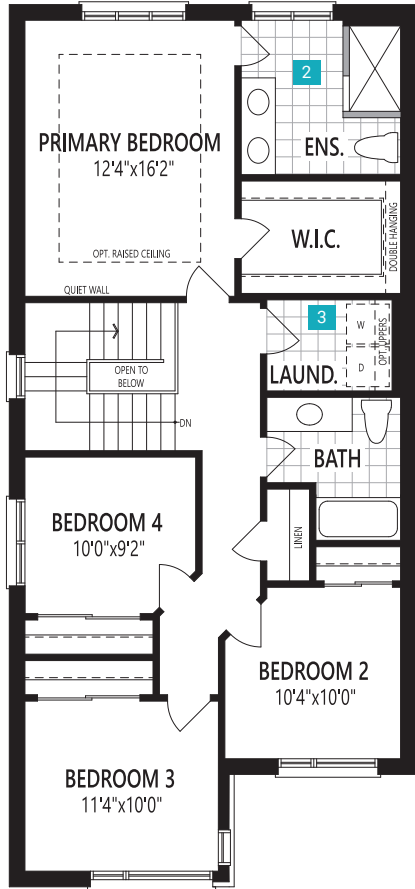 2
PRIMARY BEDROOM
12'4"x16'2"
ENS.
OPT. RAISED CEILING
W.I.C.
DOUBLE HANGING
QUIET WALL
3
W
D
OPT. UPPERS
LAUND.
OPEN TO
BELOW
DN
BATH
LINEN
BEDROOM 4
10'0"x9'2"
BEDROOM 2
10'4"x10'0"
BEDROOM 3
11'4"x10'0"